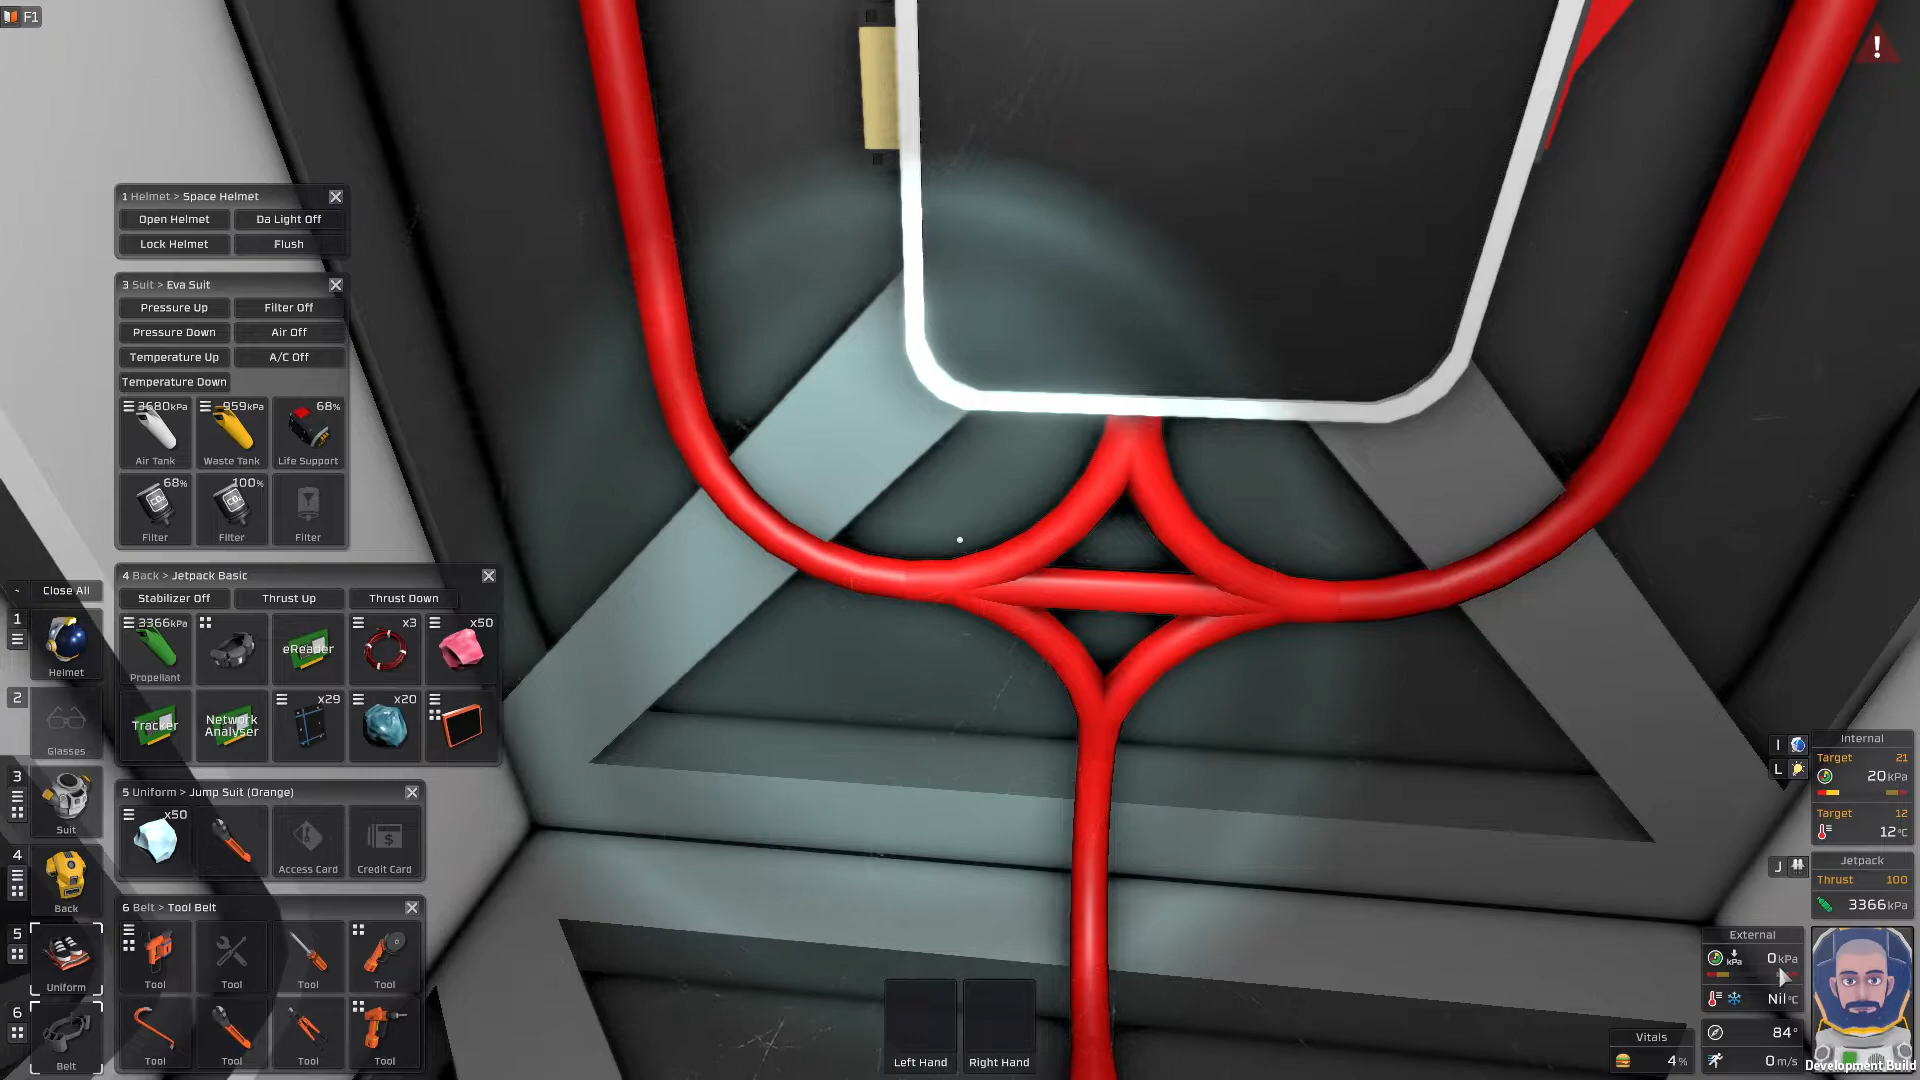 F1
1 Helmet > Space Helmet
Open Helmet
Da Light Off
Lock Helmet
Flush
3 Suit > Eva Suit
Pressure Up
Filter Off
Pressure Down
Air Off
Temperature Up
A/C Off
Temperature Down
3680kPa
959kPa
68%
Air Tank
Waste Tank
Life Support
68%
100%
CO₂
CO₂
Filter
Filter
Filter
4 Back > Jetpack Basic
Stabilizer Off
Thrust Up
Thrust Down
3366kPa
x3
x50
eReader
Propellant
x29
x20
Tracker
Network
Analyser
5 Uniform > Jump Suit (Orange)
x50
Access Card
Credit Card
6 Belt > Tool Belt
Tool
Tool
Tool
Tool
Tool
Tool
Tool
Tool
~
Close All
1
Helmet
2
Glasses
3
Suit
4
Back
5
Uniform
6
Belt
Left Hand
Right Hand
!
I
L
Internal
Target 21
20kPa
Target 12
12°C
J
Jetpack
Thrust 100
3366kPa
External
kPa
0kPa
Nil°C
84°
0m/s
Vitals
4%
Development Build